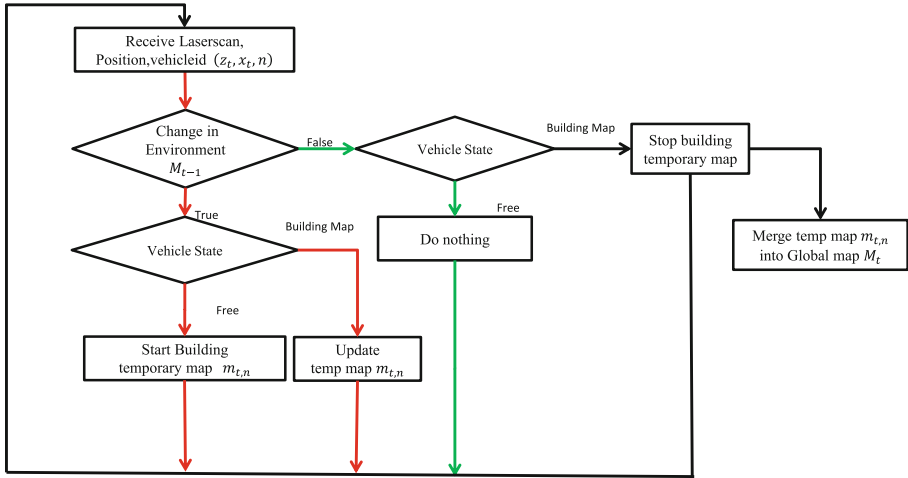 Receive Laserscan,
Position,vehicleid (z_t, x_t, n)
Change in
Environment
M_{t−1}
False
Vehicle State
Building Map
Stop building
temporary map
True
Free
Building Map
Vehicle State
Do nothing
Merge temp map m_{t,n}
into Global map M_t
Free
Start Building
temporary map m_{t,n}
Update
temp map m_{t,n}